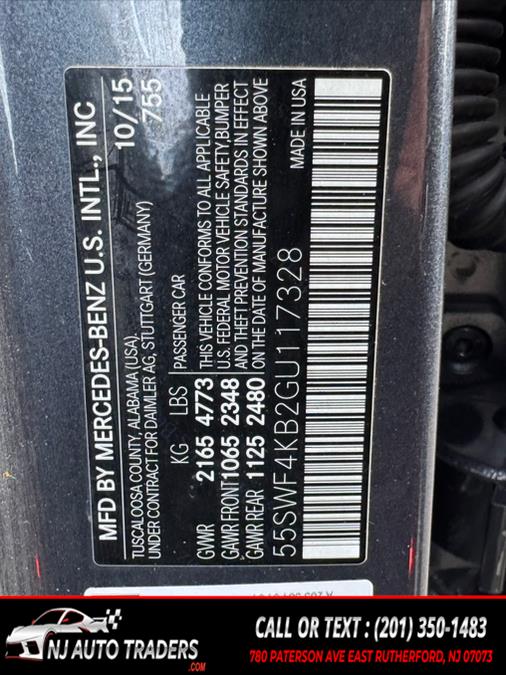 MFD BY MERCEDES-BENZ U.S. INTL., INC
TUSCALOOSA COUNTY, ALABAMA (USA), 10/15
UNDER CONTRACT FOR DAIMLER AG, STUTTGART (GERMANY) 755
KG LBS PASSENGER CAR
GVWR 2165 4773 THIS VEHICLE CONFORMS TO ALL APPLICABLE
GAWR FRONT 1065 2348 U.S. FEDERAL MOTOR VEHICLE SAFETY,BUMPER
AND THEFT PREVENTION STANDARDS IN EFFECT
GAWR REAR 1125 2480 ON THE DATE OF MANUFACTURE SHOWN ABOVE
55SWF4KB2GU117328 MADE IN USA
NJ AUTO TRADERS
.COM
CALL OR TEXT : (201) 350-1483
780 PATERSON AVE EAST RUTHERFORD, NJ 07073